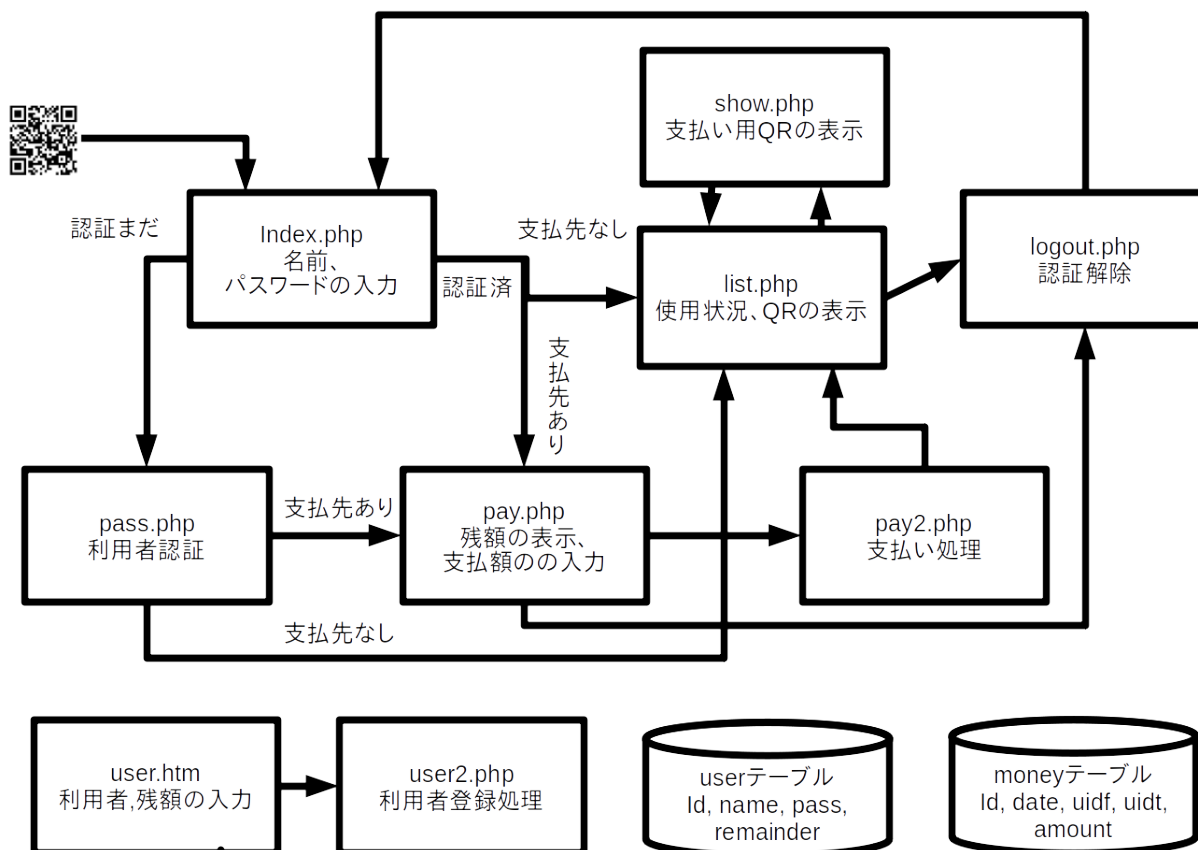 show.php
支払い用QRの表示
認証まだ
Index.php
名前、
パスワードの入力
認証済
支払先なし
list.php
使用状況、QRの表示
logout.php
認証解除
支払先あり
pass.php
利用者認証
支払先あり
pay.php
残額の表示、
支払額のの入力
pay2.php
支払い処理
支払先なし
user.htm
利用者,残額の入力
user2.php
利用者登録処理
userテーブル
Id, name, pass,
remainder
moneyテーブル
Id, date, uidf, uidt,
amount